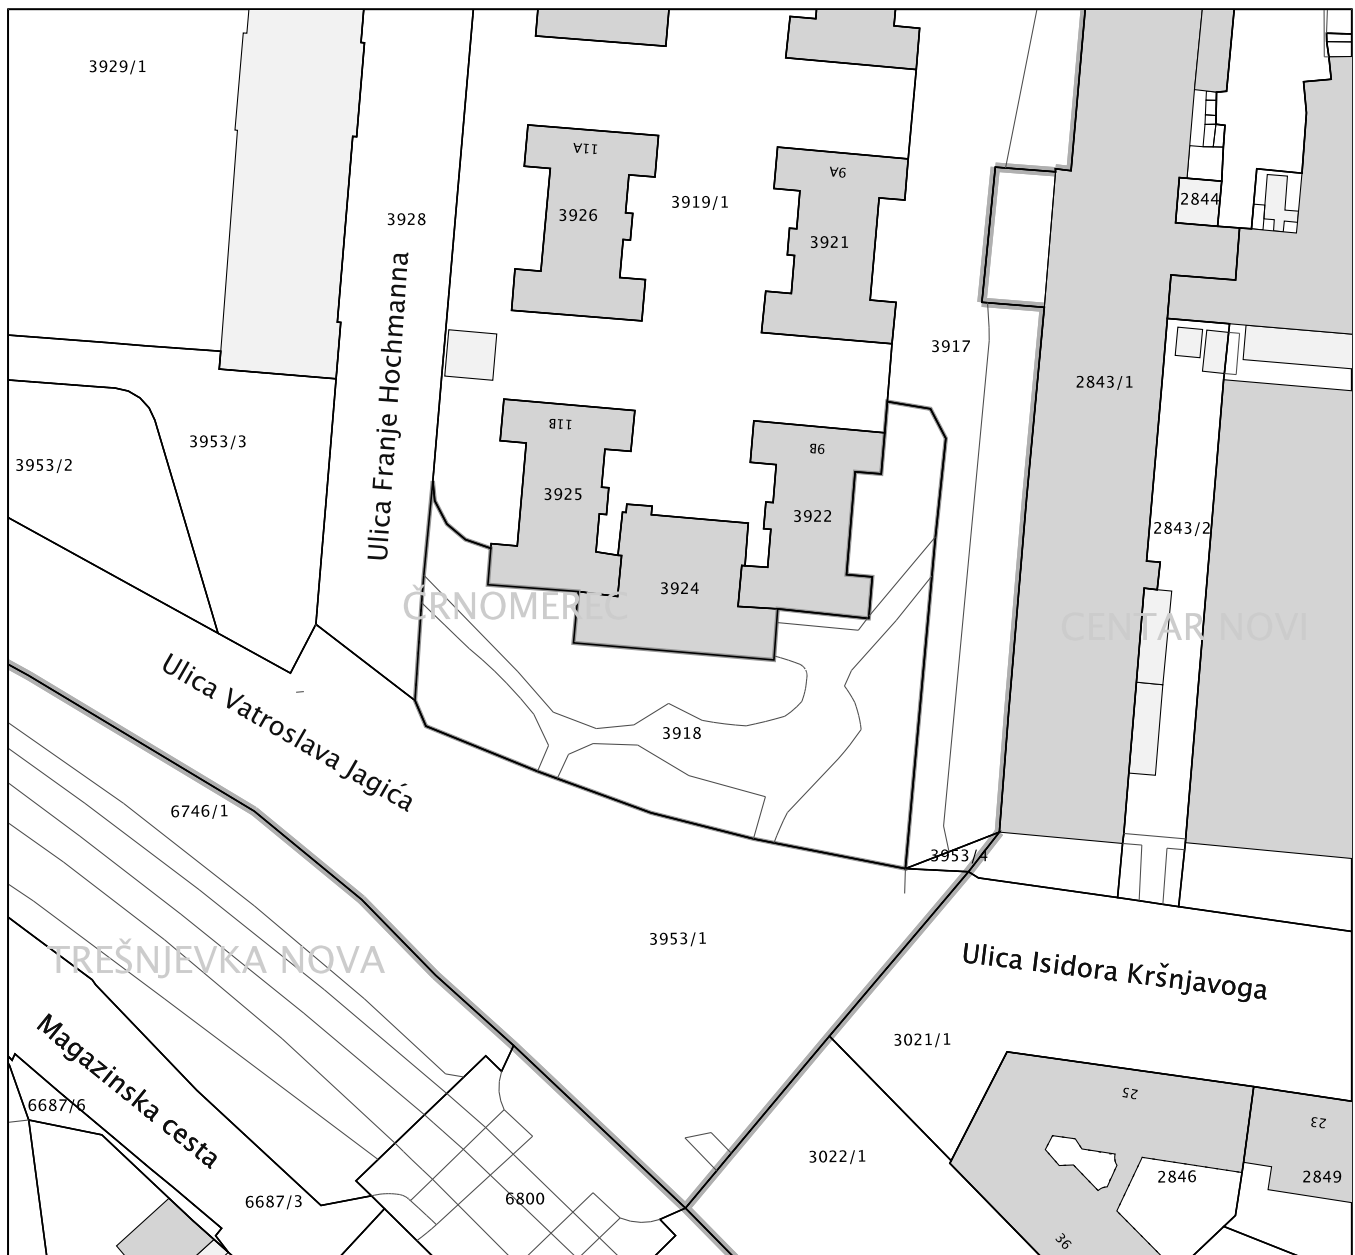 3929/1
11A
9A
2844
3919/1
3926
3928
3921
3917
2843/1
Ulica Franje Hochmanna
11B
3953/3
9B
3953/2
3925
3922
2843/2
3924
ČRNOMEREC
CENTAR NOVI
Ulica Vatroslava Jagića
3918
6746/1
3953/4
3953/1
TREŠNJEVKA NOVA
Ulica Isidora Kršnjavoga
3021/1
Magazinska cesta
25
6687/6
23
3022/1
2846
2849
6687/3
6800
36